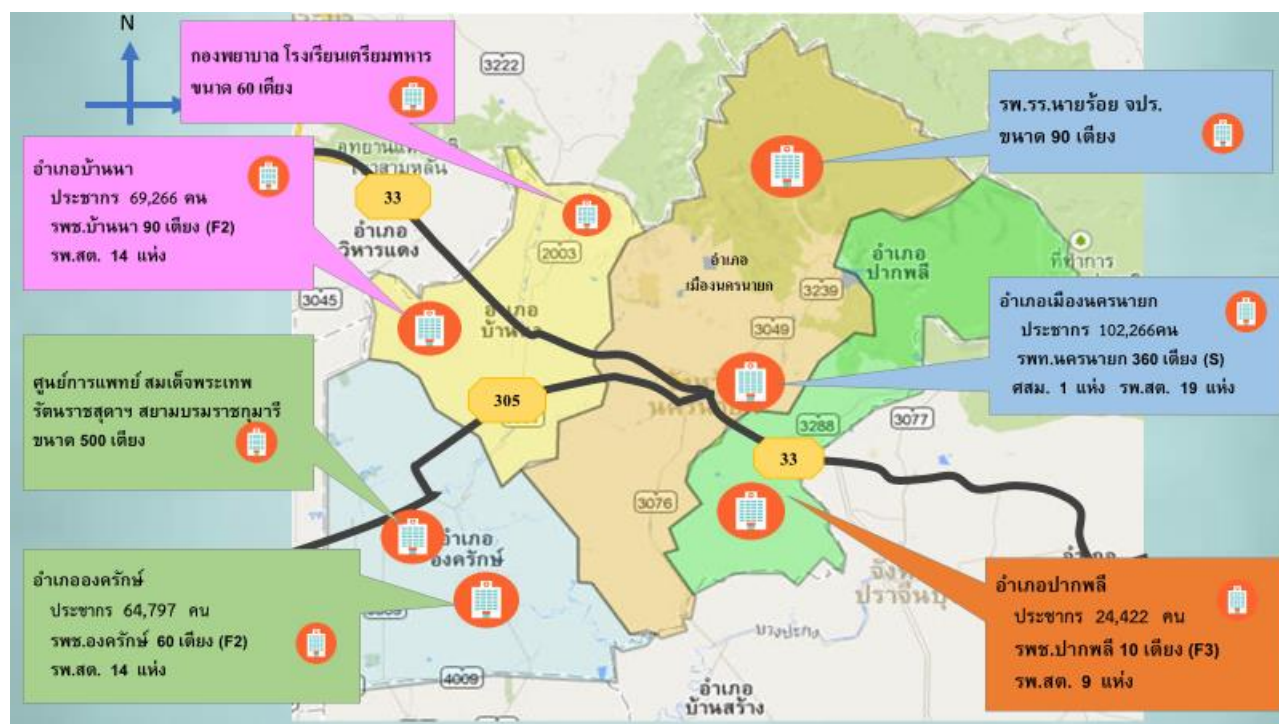 N
กองพยาบาล โรงเรียนเตรียมทหาร
ขนาด 60 เตียง
อำเภอบ้านนา
ประชากร 69,266 คน
รพช.บ้านนา 90 เตียง (F2)
รพ.สต. 14 แห่ง
ศูนย์การแพทย์ สมเด็จพระเทพ
รัตนราชสุดาฯ สยามบรมราชกุมารี
ขนาด 500 เตียง
อำเภอองครักษ์
ประชากร 64,797 คน
รพช.องครักษ์ 60 เตียง (F2)
รพ.สต. 14 แห่ง
3222
33
อำเภอ
วิหารแดง
3045
2003
อำเภอ
305
อำเภอ
องครักษ์
4009
อำเภอ
เมืองนครนายก
3239
3049
3076
3288
3077
33
อำเภอ
ปากพลี
ที่ทำการ
บางปะกง
อำเภอ
บ้านสร้าง
รพ.รร.นายร้อย จปร.
ขนาด 90 เตียง
อำเภอเมืองนครนายก
ประชากร 102,266คน
รพท.นครนายก 360 เตียง (S)
ศสม. 1 แห่ง รพ.สต. 19 แห่ง
อำเภอปากพลี
ประชากร 24,422 คน
รพช.ปากพลี 10 เตียง (F3)
รพ.สต. 9 แห่ง